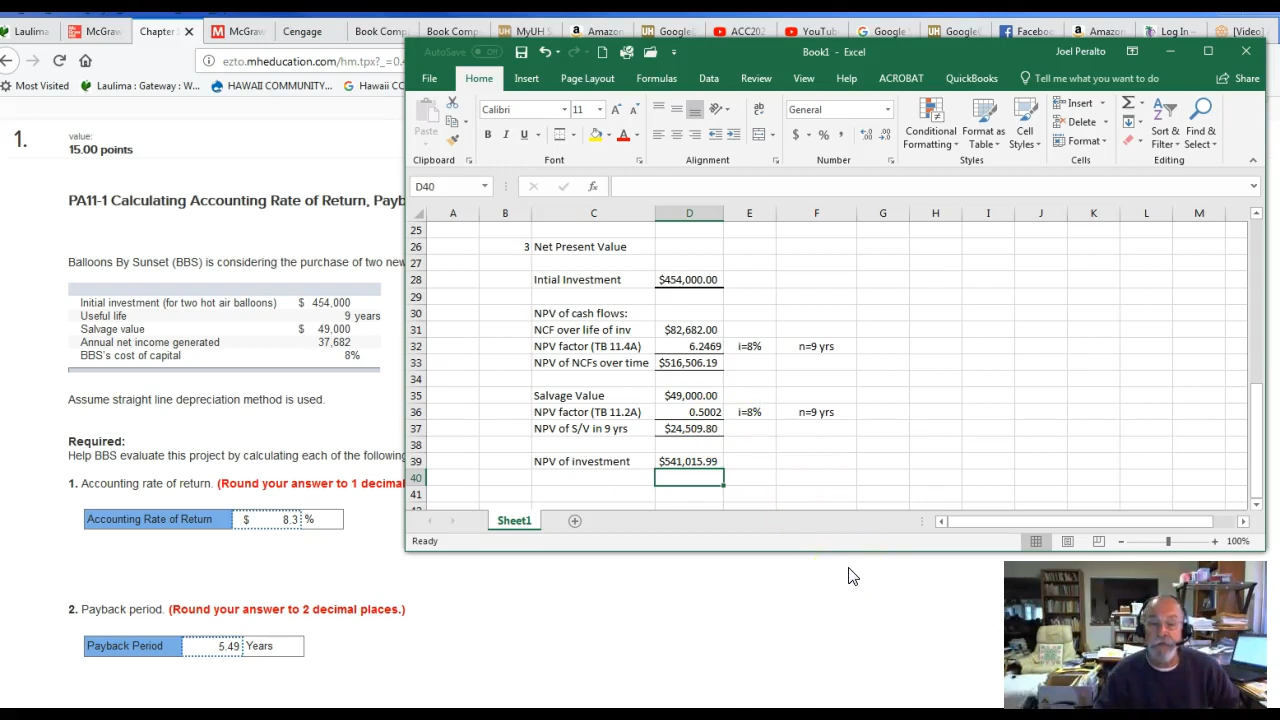 Laulima
McGraw
Chapter
McGraw
Cengage
Book Comp
MyUH S
Amazon
Google
ACC202
YouTu
Google
Google
Faceboo
Amazon
Log In –
[Video]
ezto.mheducation.com/hm.tpx?_=0.4
Most Visited
Laulima : Gateway : W...
HAWAII COMMUNITY...
Hawaii CC
AutoSave Off
Book1 - Excel
Joel Peralto
File Home Insert Page Layout Formulas Data Review View Help ACROBAT QuickBooks Tell me what you want to do Share
Paste
Calibri 11
General
$ % ,
B I U
Conditional Formatting
Format as Table
Cell Styles
Insert
Delete
Format
Sort & Filter
Find & Select
Clipboard Font Alignment Number Styles Cells Editing
D40
fx
A B C D E F G H I J K L M
25
26 3 Net Present Value
27
28 Intial Investment $454,000.00
29
30 NPV of cash flows:
31 NCF over life of inv $82,682.00
32 NPV factor (TB 11.4A) 6.2469 i=8% n=9 yrs
33 NPV of NCFs over time $516,506.19
34
35 Salvage Value $49,000.00
36 NPV factor (TB 11.2A) 0.5002 i=8% n=9 yrs
37 NPV of S/V in 9 yrs $24,509.80
38
39 NPV of investment $541,015.99
40
41
Sheet1
Ready
100%
1.
value:
15.00 points
PA11-1 Calculating Accounting Rate of Return, Payb
Balloons By Sunset (BBS) is considering the purchase of two new
Initial investment (for two hot air balloons) $ 454,000
Useful life 9 years
Salvage value $ 49,000
Annual net income generated 37,682
BBS's cost of capital 8%
Assume straight line depreciation method is used.
Required:
Help BBS evaluate this project by calculating each of the following
1. Accounting rate of return. (Round your answer to 1 decimal
Accounting Rate of Return $ 8.3 %
2. Payback period. (Round your answer to 2 decimal places.)
Payback Period 5.49 Years